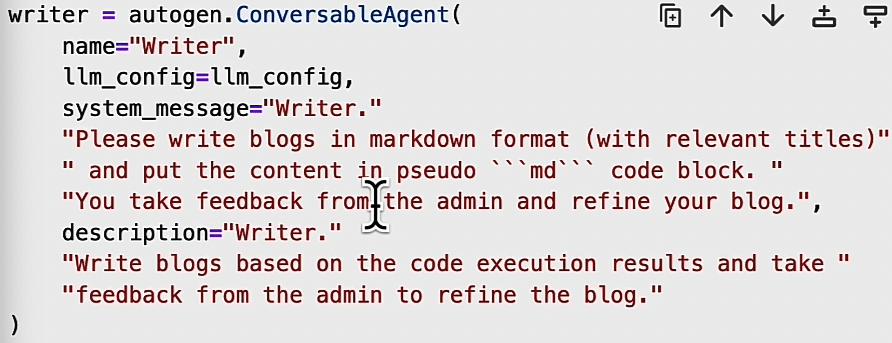 writer = autogen.ConversableAgent(
    name="Writer",
    llm_config=llm_config,
    system_message="Writer."
    "Please write blogs in markdown format (with relevant titles)"
    " and put the content in pseudo ```md``` code block. "
    "You take feedback from the admin and refine your blog.",
    description="Writer."
    "Write blogs based on the code execution results and take "
    "feedback from the admin to refine the blog."
)